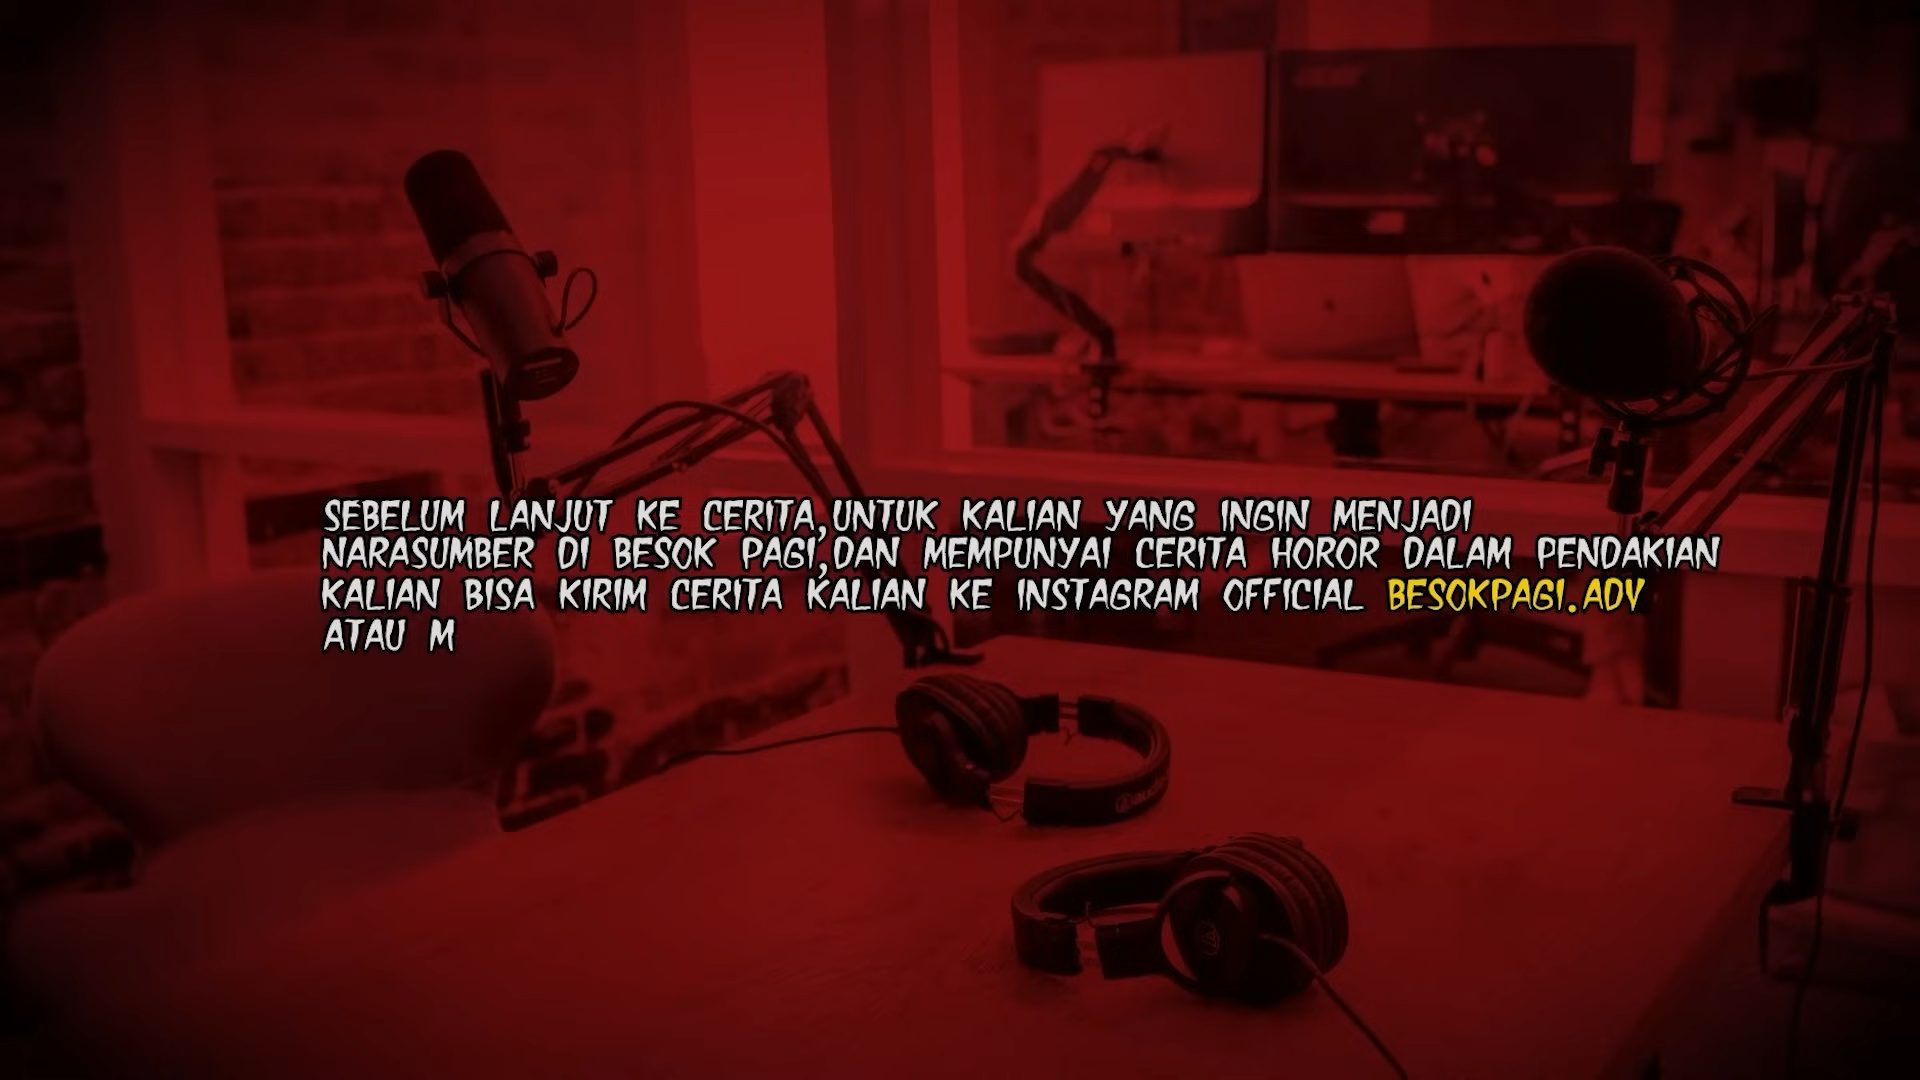 SEBELUM LANJUT KE CERITA,UNTUK KALIAN YANG INGIN MENJADI
NARASUMBER DI BESOK PAGI,DAN MEMPUNYAI CERITA HOROR DALAM PENDAKIAN
KALIAN BISA KIRIM CERITA KALIAN KE INSTAGRAM OFFICIAL BESOKPAGI.ADV
ATAU M